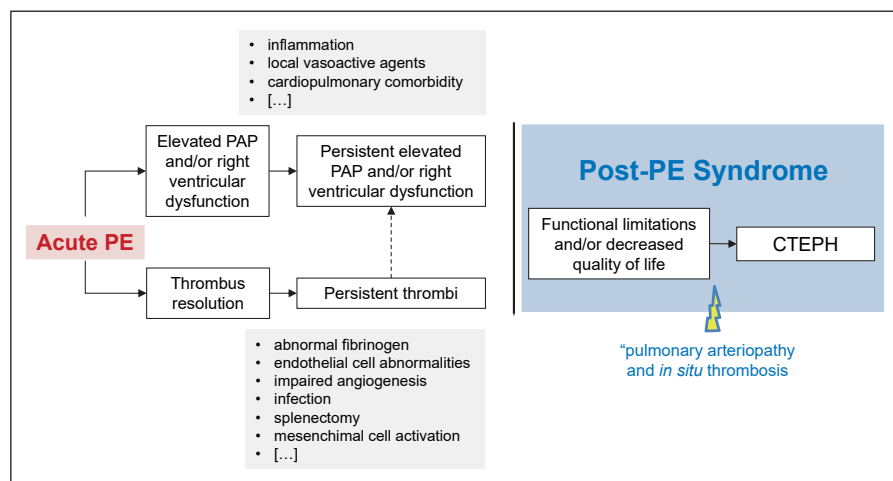 • inflammation
• local vasoactive agents
• cardiopulmonary comorbidity
• […]
Elevated PAP
and/or right
ventricular
dysfunction
Persistent elevated
PAP and/or right
ventricular dysfunction
Acute PE
Thrombus
resolution
Persistent thrombi
• abnormal fibrinogen
• endothelial cell abnormalities
• impaired angiogenesis
• infection
• splenectomy
• mesenchimal cell activation
• […]
Post-PE Syndrome
Functional limitations
and/or decreased
quality of life
CTEPH
“pulmonary arteriopathy
and in situ thrombosis